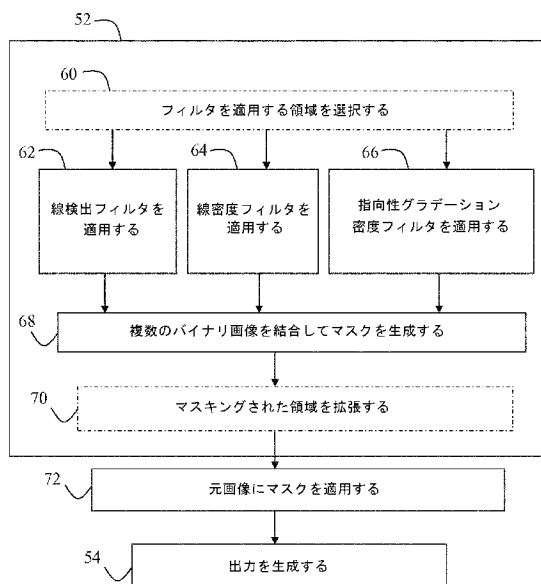 52
60
フィルタを適用する領域を選択する
62
64
66
線検出フィルタを
適用する
線密度フィルタを
適用する
指向性グラデーション
密度フィルタを適用する
68
複数のバイナリ画像を結合してマスクを生成する
70
マスキングされた領域を拡張する
72
元画像にマスクを適用する
54
出力を生成する